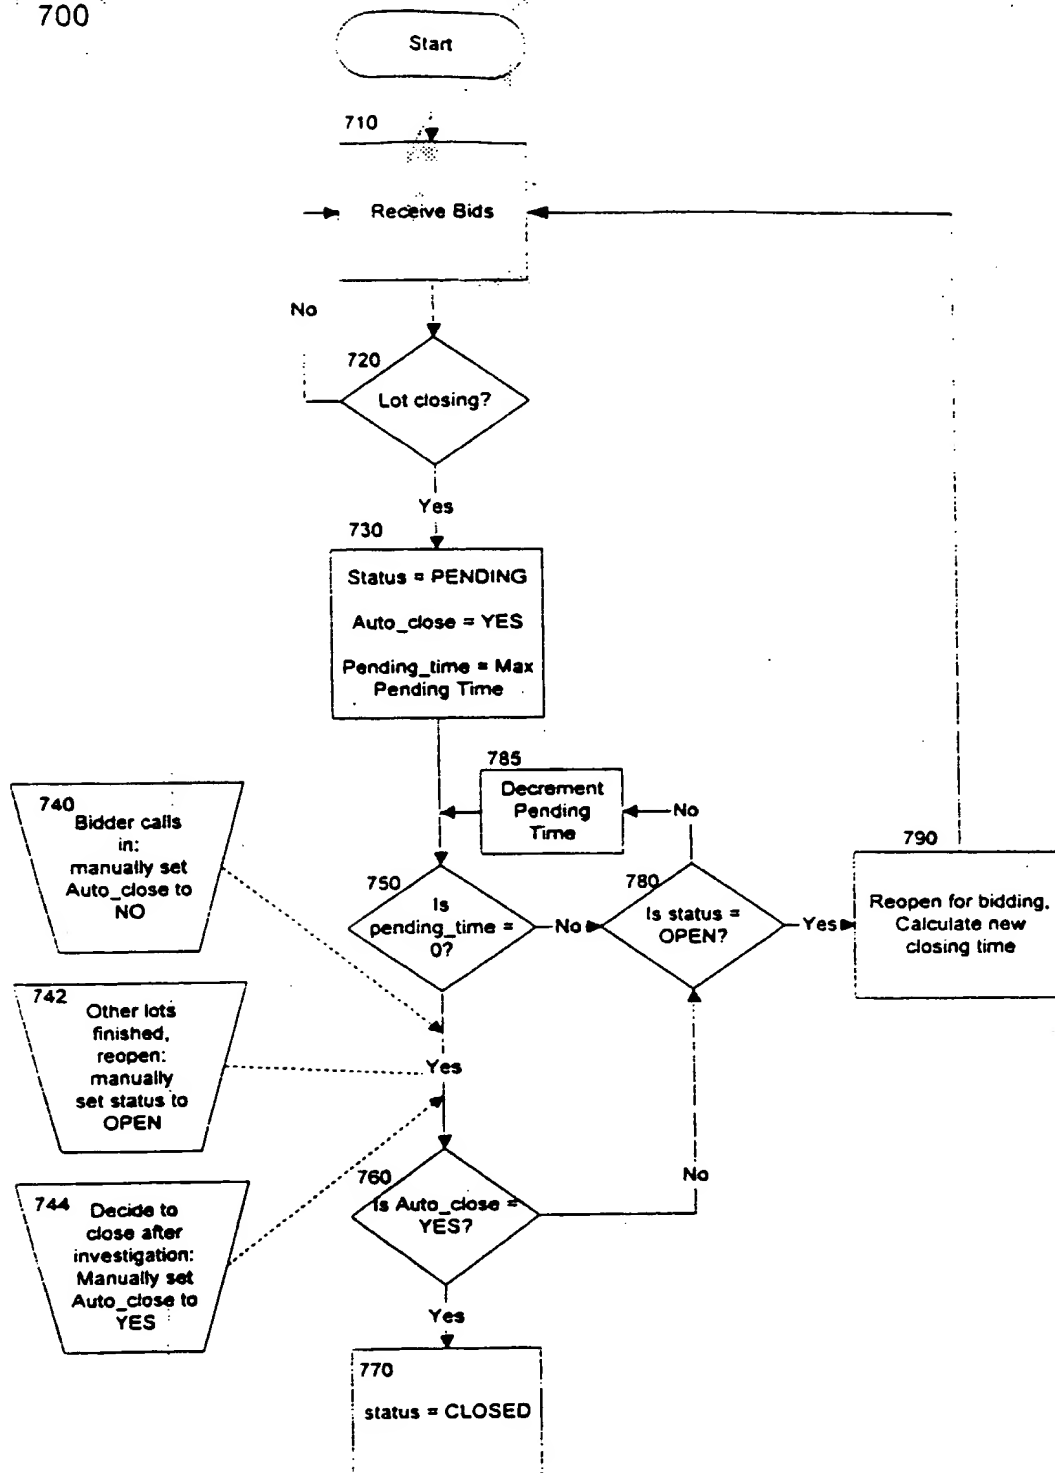 700
Start
710
Receive Bids
No
720
Lot closing?
Yes
730
Status = PENDING
Auto_close = YES
Pending_time = Max
Pending Time
785
Decrement
Pending
Time
No
740
Bidder calls
in:
manually set
Auto_close to
NO
750
Is
pending_time =
0?
No
780
Is status =
OPEN?
Yes
790
Reopen for bidding,
Calculate new
closing time
742
Other lots
finished,
reopen:
manually
set status to
OPEN
Yes
744
Decide to
close after
investigation:
Manually set
Auto_close to
YES
760
Is Auto_close =
YES?
No
Yes
770
status = CLOSED